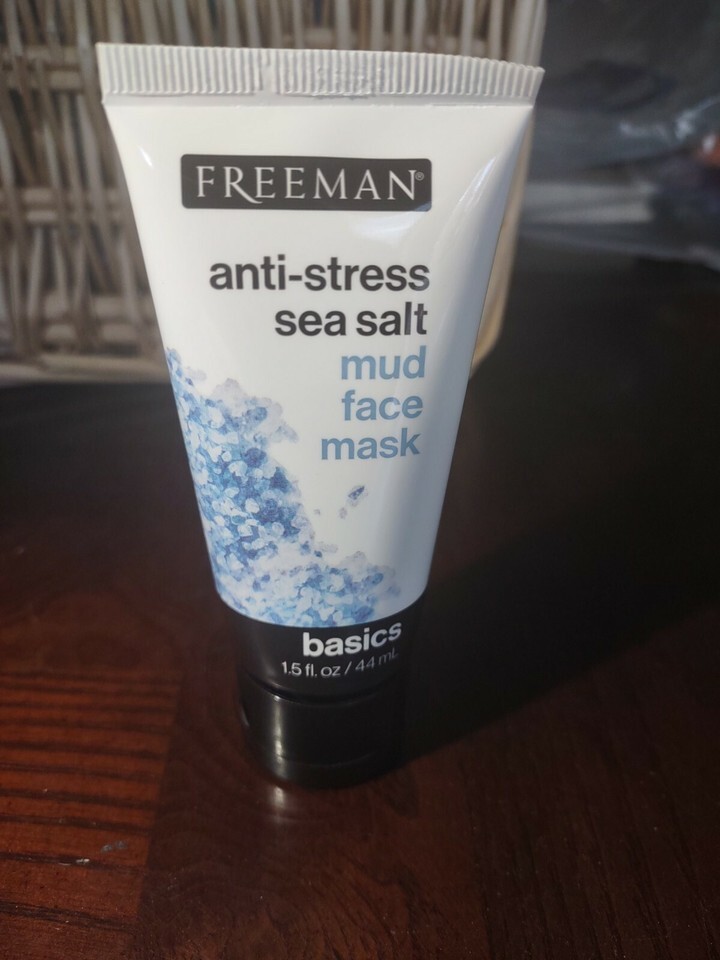 FREEMAN®
anti-stress
sea salt
mud
face
mask
basics
1.5 fl. oz / 44 mL